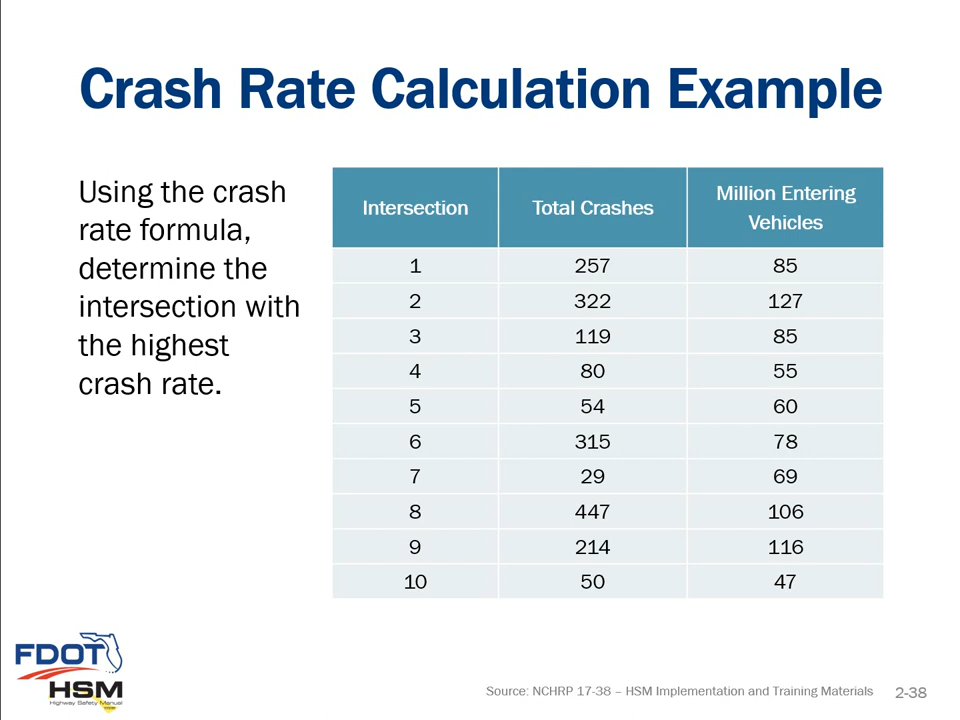 Crash Rate Calculation Example
Using the crash
rate formula,
determine the
intersection with
the highest
crash rate.
Intersection Total Crashes Million Entering Vehicles
1 257 85
2 322 127
3 119 85
4 80 55
5 54 60
6 315 78
7 29 69
8 447 106
9 214 116
10 50 47
FDOT
HSM
Highway Safety Manual
Source: NCHRP 17-38 – HSM Implementation and Training Materials 2-38